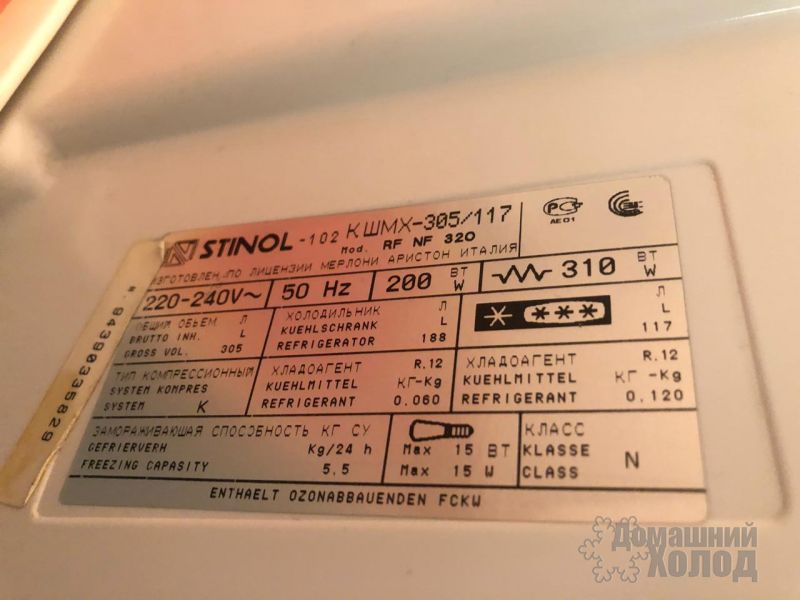 STINOL -102 КШМХ-305/117
Mod. RF NF 320
PC AE01
ИЗГОТОВЛЕН ПО ЛИЦЕНЗИИ МЕРЛОНИ АРИСТОН ИТАЛИЯ
220-240V~ 50 Hz 200 ВТ W 310 ВТ W
ОБЩИЙ ОБЪЕМ Л
BRUTTO INH. L
GROSS VOL. 305
ХОЛОДИЛЬНИК Л
KUEHLSCHRANK L
REFRIGERATOR 188
Л
L
117
ТИП КОМПРЕССИОННЫЙ
SYSTEM KOMPRES
SYSTEM K
ХЛАДОАГЕНТ R.12
KUEHLMITTEL КГ-Kg
REFRIGERANT 0.060
ХЛАДОАГЕНТ R.12
KUEHLMITTEL КГ-Kg
REFRIGERANT 0,120
ЗАМОРАЖИВАЮЩАЯ СПОСОБНОСТЬ КГ СУ
GEFRIERVERH Kg/24 h
FREEZING CAPASITY 5,5
Max 15 ВТ
Max 15 W
КЛАСС
KLASSE
CLASS N
ENTHAELT OZONABBAUENDEN FCKW
N. 94390335829
Домашний
Холод